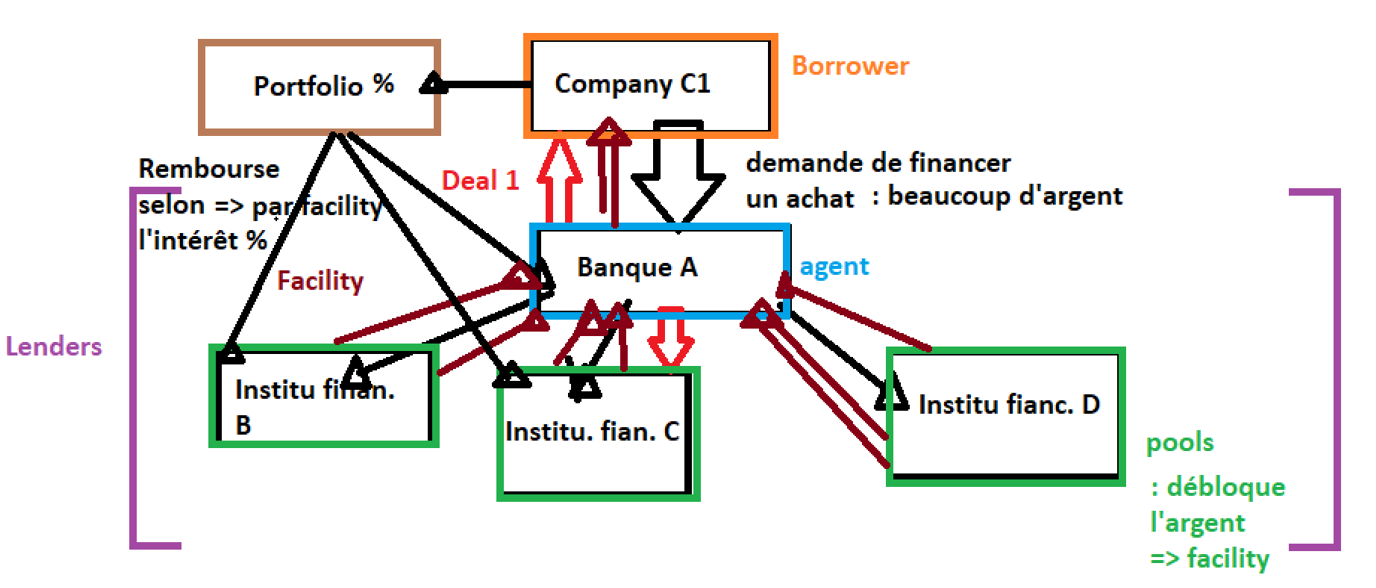 Portfolio %
Company C1
Borrower
Rembourse
selon => par facility
l'intérêt %
Deal 1
demande de financer
un achat : beaucoup d'argent
Banque A
agent
Facility
Lenders
Institu finan.
B
Institu. fian. C
Institu fianc. D
pools
: débloque
l'argent
=> facility